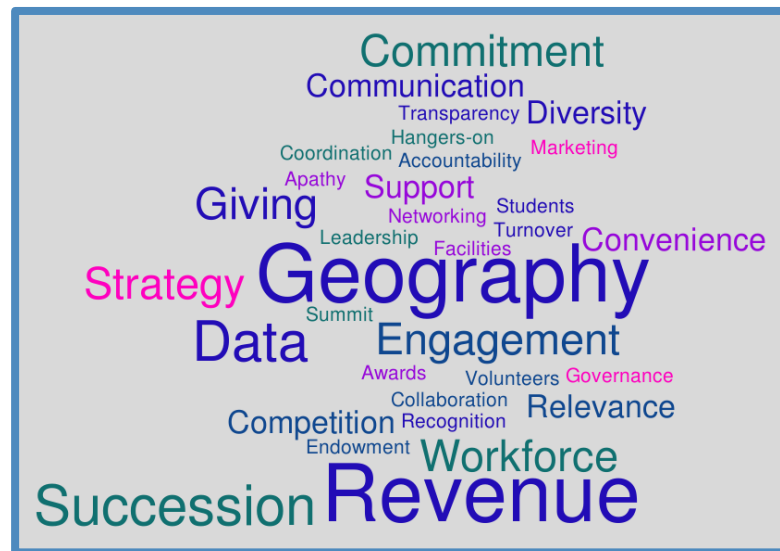 Commitment
Communication
Transparency Diversity
Hangers-on
Coordination Accountability Marketing
Apathy Support
Giving Networking Students
Turnover
Leadership Facilities Convenience
Strategy Geography
Summit
Data Engagement
Awards Volunteers Governance
Collaboration Relevance
Competition Recognition
Endowment Workforce
Succession Revenue